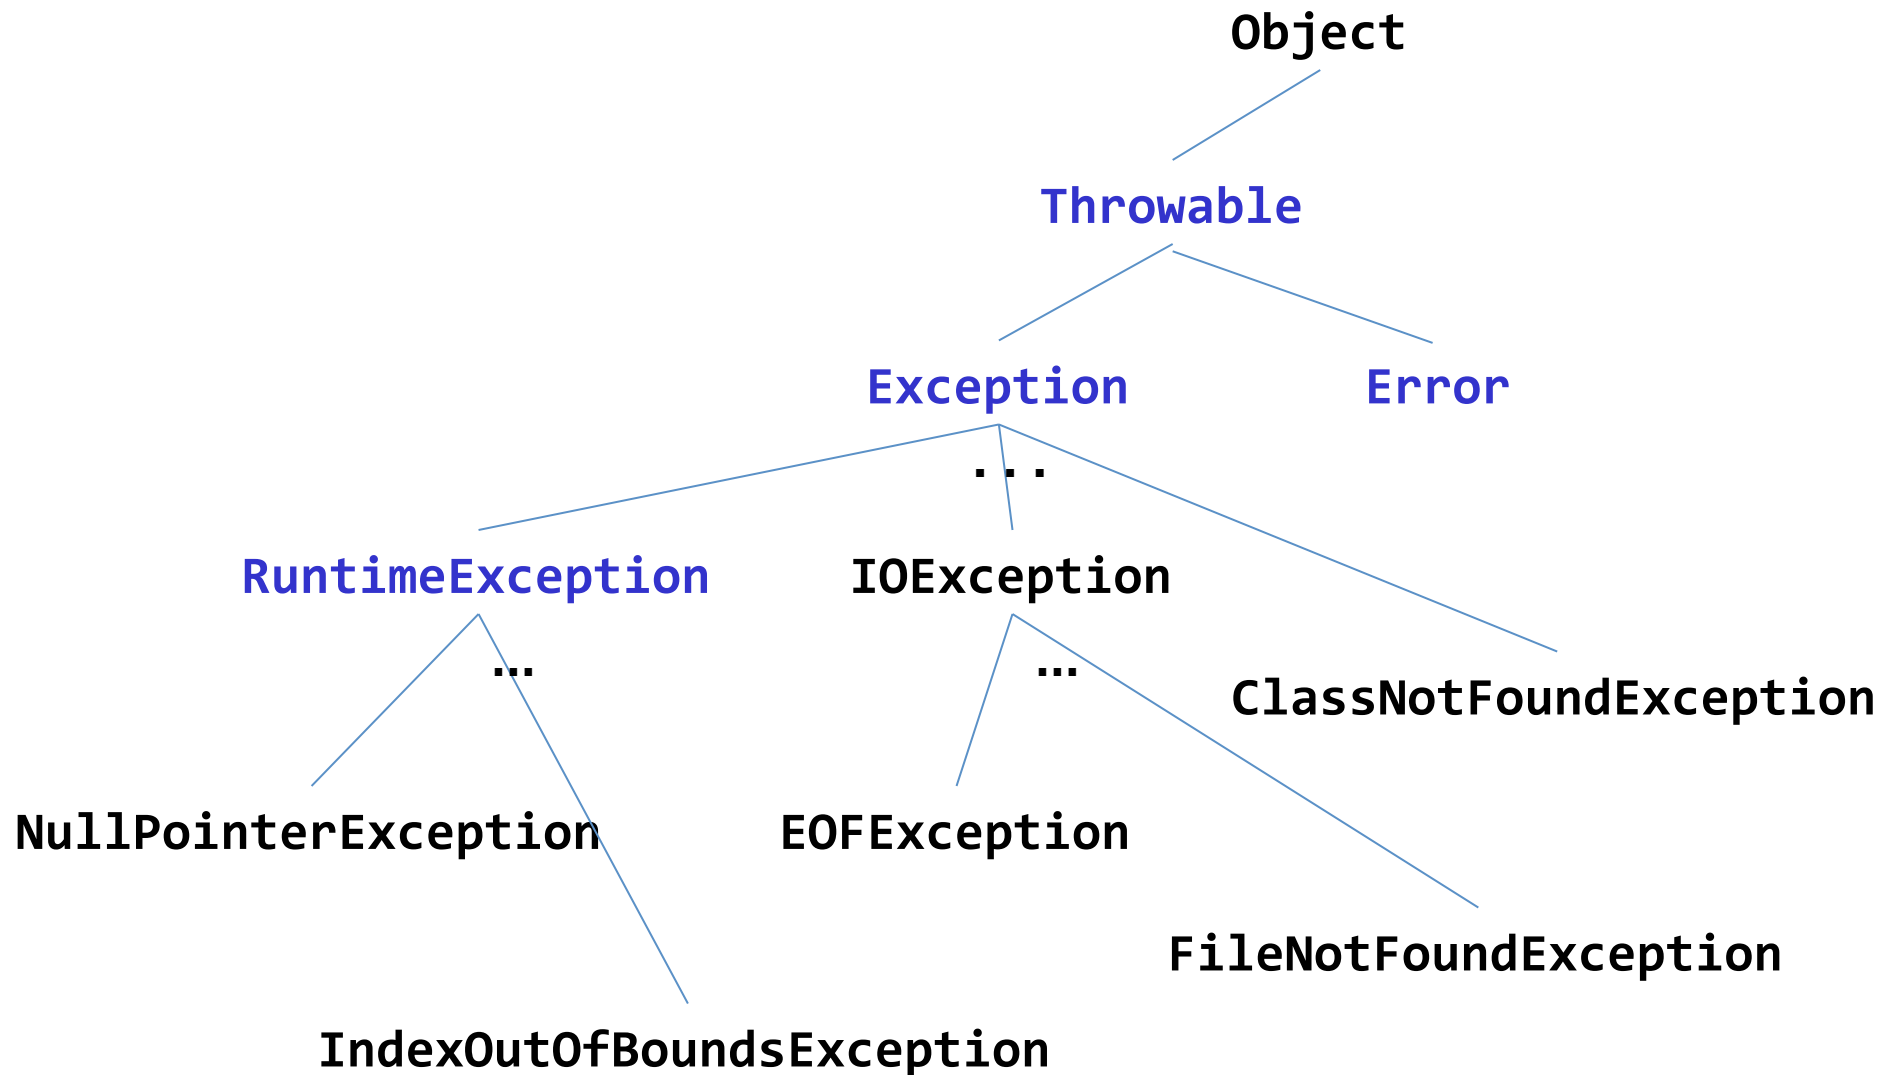 Object
Throwable
Exception Error
...
RuntimeException IOException
… …
ClassNotFoundException
NullPointerException EOFException
FileNotFoundException
IndexOutOfBoundsException